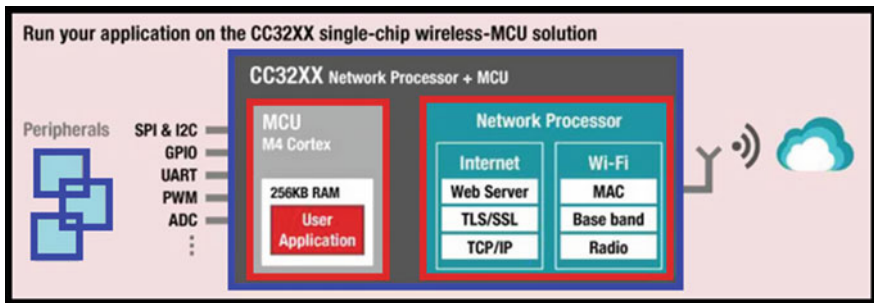 Run your application on the CC32XX single-chip wireless-MCU solution
CC32XX Network Processor + MCU
Peripherals
SPI & I2C
GPIO
UART
PWM
ADC
MCU
M4 Cortex
256KB RAM
User
Application
Network Processor
Internet
Web Server
TLS/SSL
TCP/IP
Wi-Fi
MAC
Base band
Radio